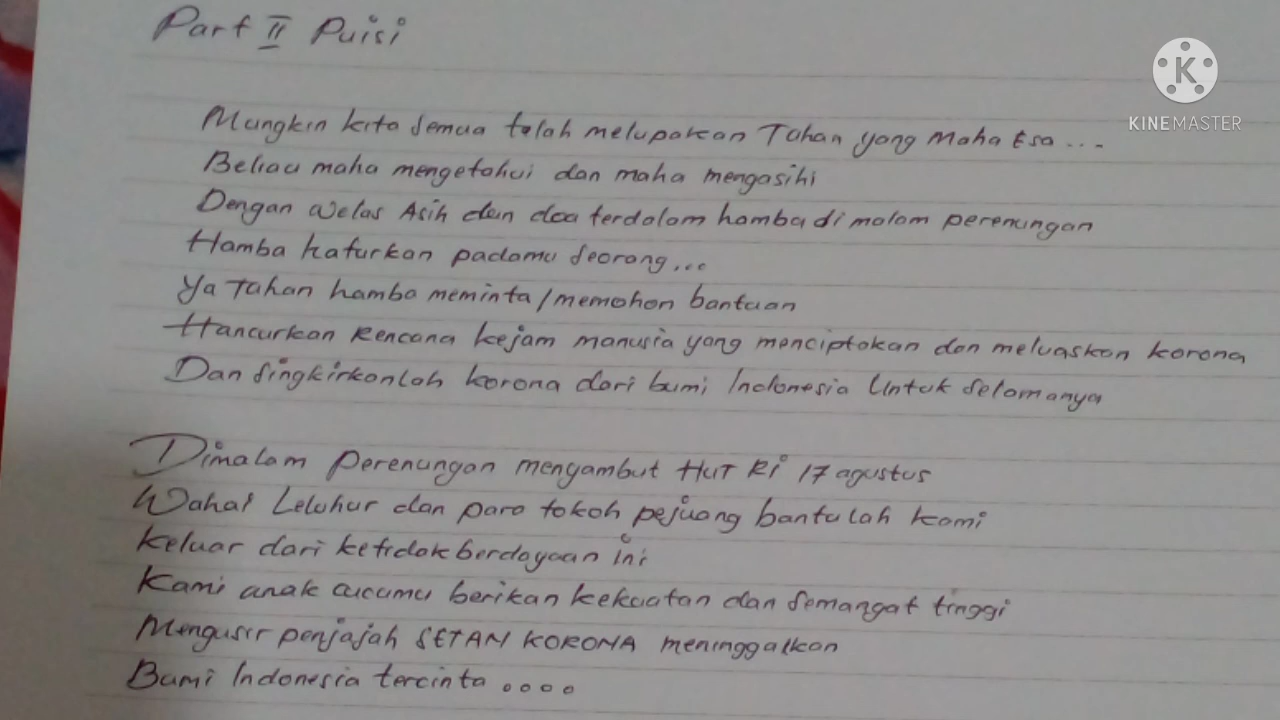 Part II Puisi
KINEMASTER
Mungkin kita semua telah melupakan Tuhan yang Maha Esa...
Beliau maha mengetahui dan maha mengasihi
Dengan welas Asih dan doa terdalam hamba di malam perenungan
Hamba haturkan padamu seorang...
Ya Tuhan hamba meminta/memohon bantuan
Hancurkan Rencana kejam manusia yang menciptakan dan meluaskan korona
Dan singkirkanlah korona dari bumi Indonesia Untuk selamanya
Dimalam perenungan mengambut HUT RI 17 agustus
Wahai Leluhur dan para tokoh pejuang bantulah kami
Keluar dari ketidakberdayaan ini
Kami anak cucumu berikan kekuatan dan semangat tinggi
Mengusir penjajah SETAN KORONA meninggalkan
Bumi Indonesia tercinta....